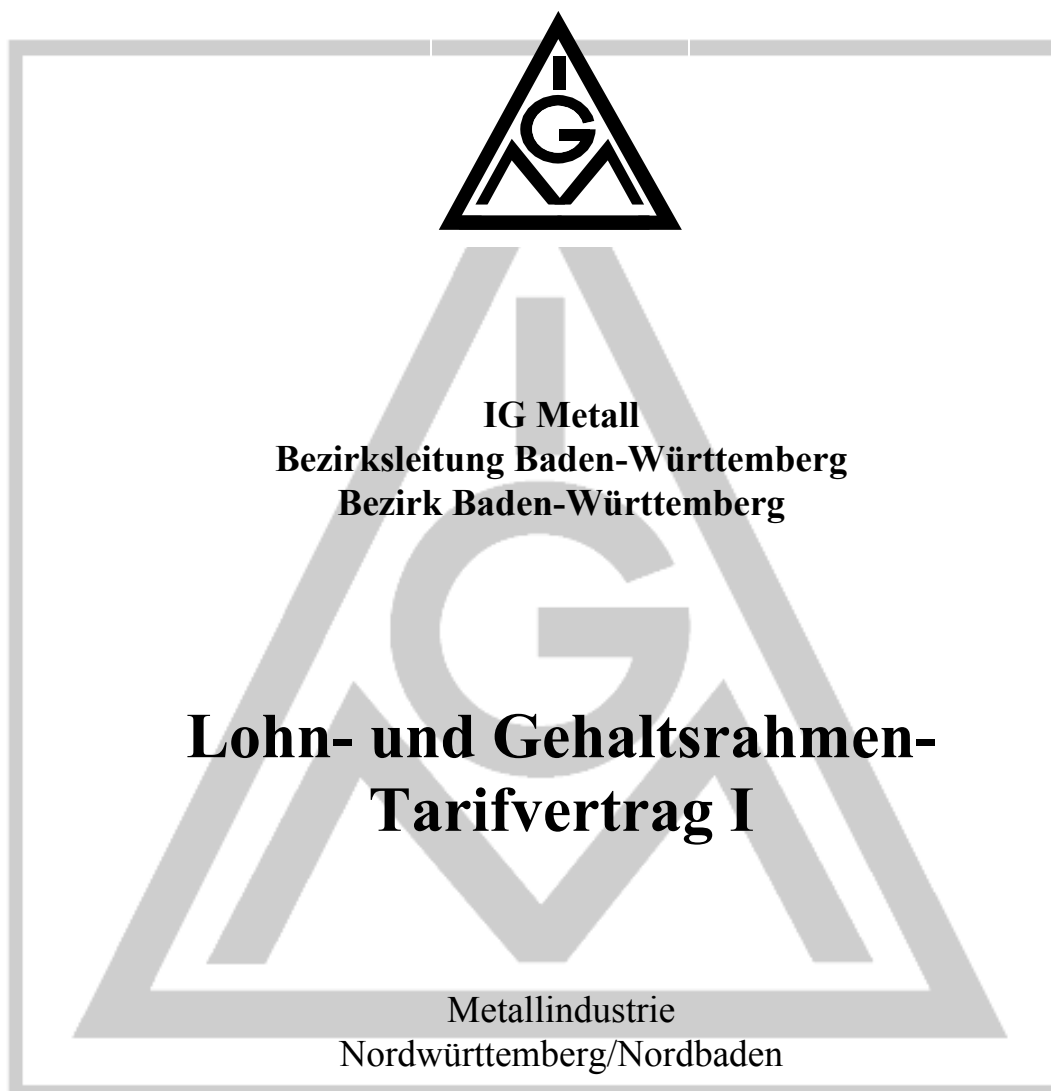 IGM
IG Metall
Bezirksleitung Baden-Württemberg
Bezirk Baden-Württemberg
Lohn- und Gehaltsrahmen-
Tarifvertrag I
Metallindustrie
Nordwürttemberg/Nordbaden